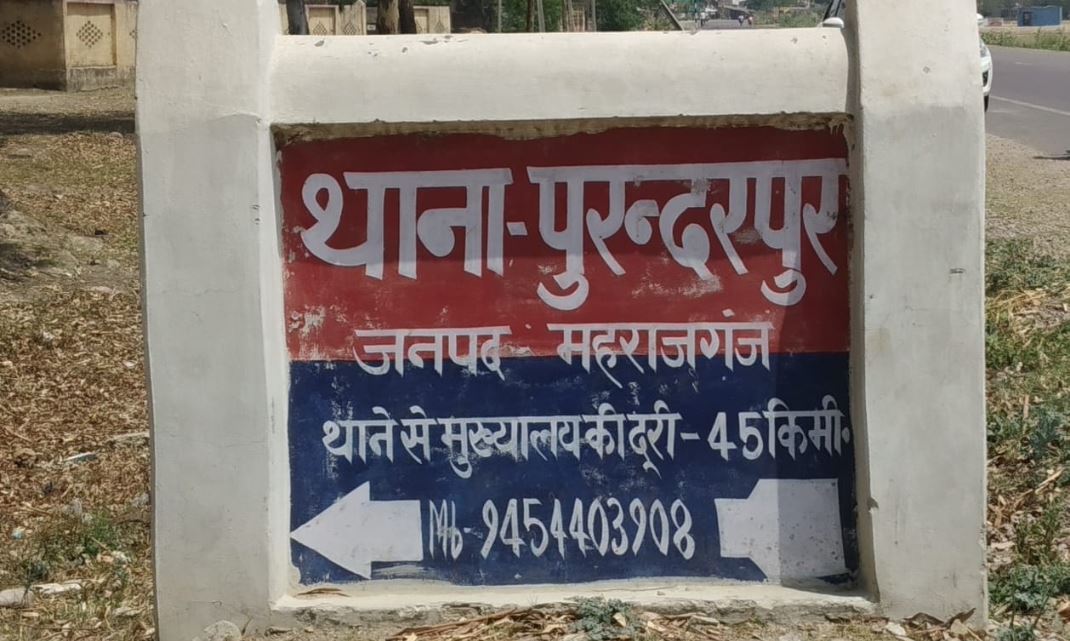 थाना-पुरन्दरपुर
जनपद महराजगंज
थाने से मुख्यालय की दूरी-45 किमी.
Mb-9454403908